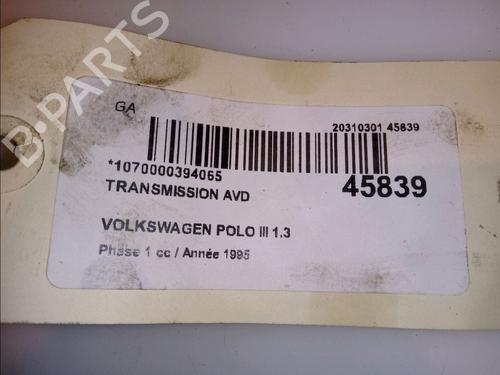 GA
20310301 45839
*1070000394065
TRANSMISSION AVD
45839
VOLKSWAGEN POLO III 1.3
Phase 1 cc / Année 1995
B-PARTS